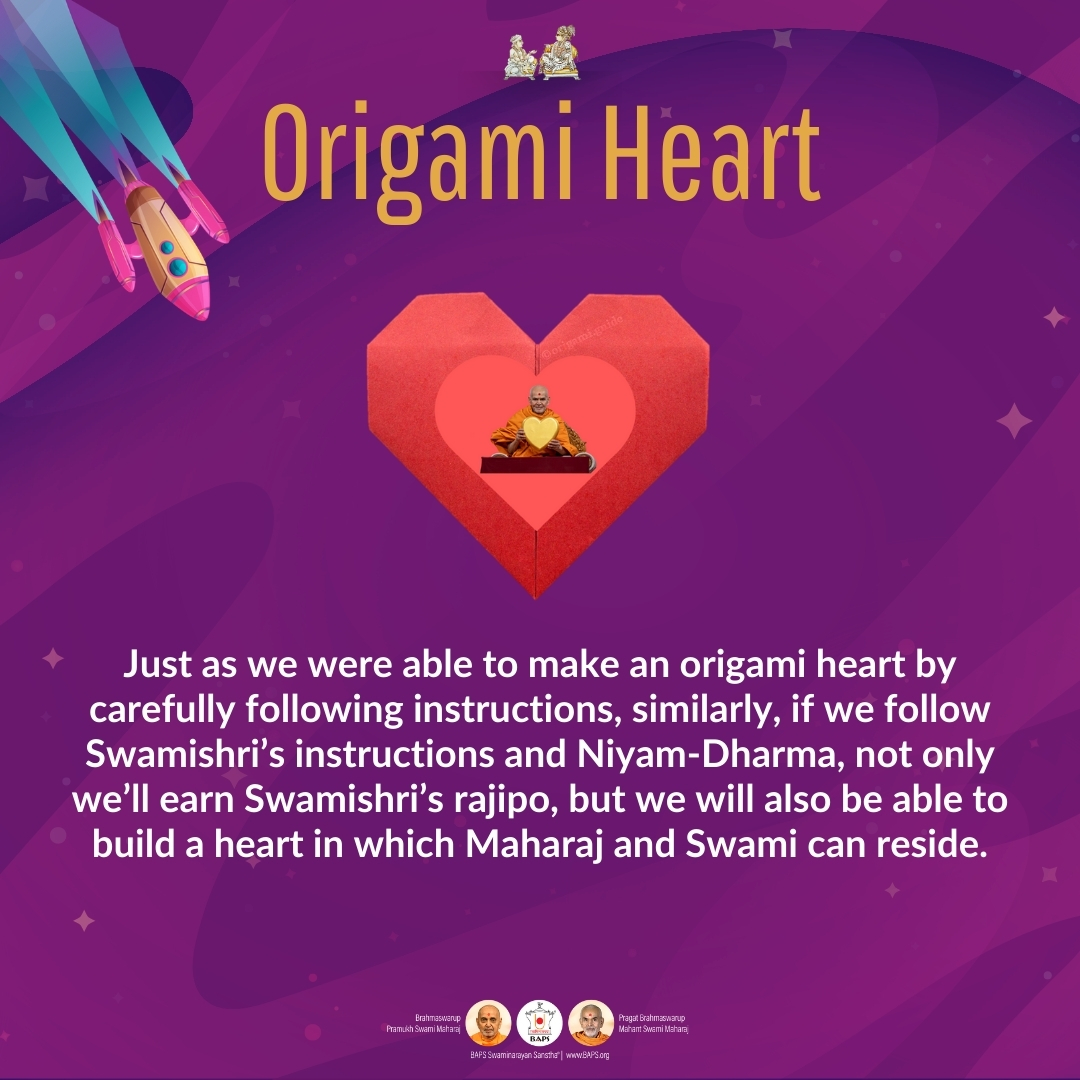 Origami Heart
Just as we were able to make an origami heart by
carefully following instructions, similarly, if we follow
Swamishri’s instructions and Niyam-Dharma, not only
we’ll earn Swamishri’s rajipo, but we will also be able to
build a heart in which Maharaj and Swami can reside.
Brahmaswarup
Pramukh Swami Maharaj
BAPS
Pragat Brahmaswarup
Mahant Swami Maharaj
BAPS Swaminarayan Sanstha® | www.BAPS.org